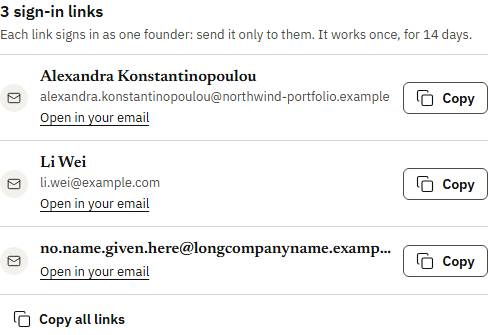 3 sign-in links
Each link signs in as one founder: send it only to them. It works once, for 14 days.
Alexandra Konstantinopoulou
alexandra.konstantinopoulou@northwind-portfolio.example
Open in your email
Copy
Li Wei
li.wei@example.com
Open in your email
Copy
no.name.given.here@longcompanyname.examp...
Open in your email
Copy
Copy all links